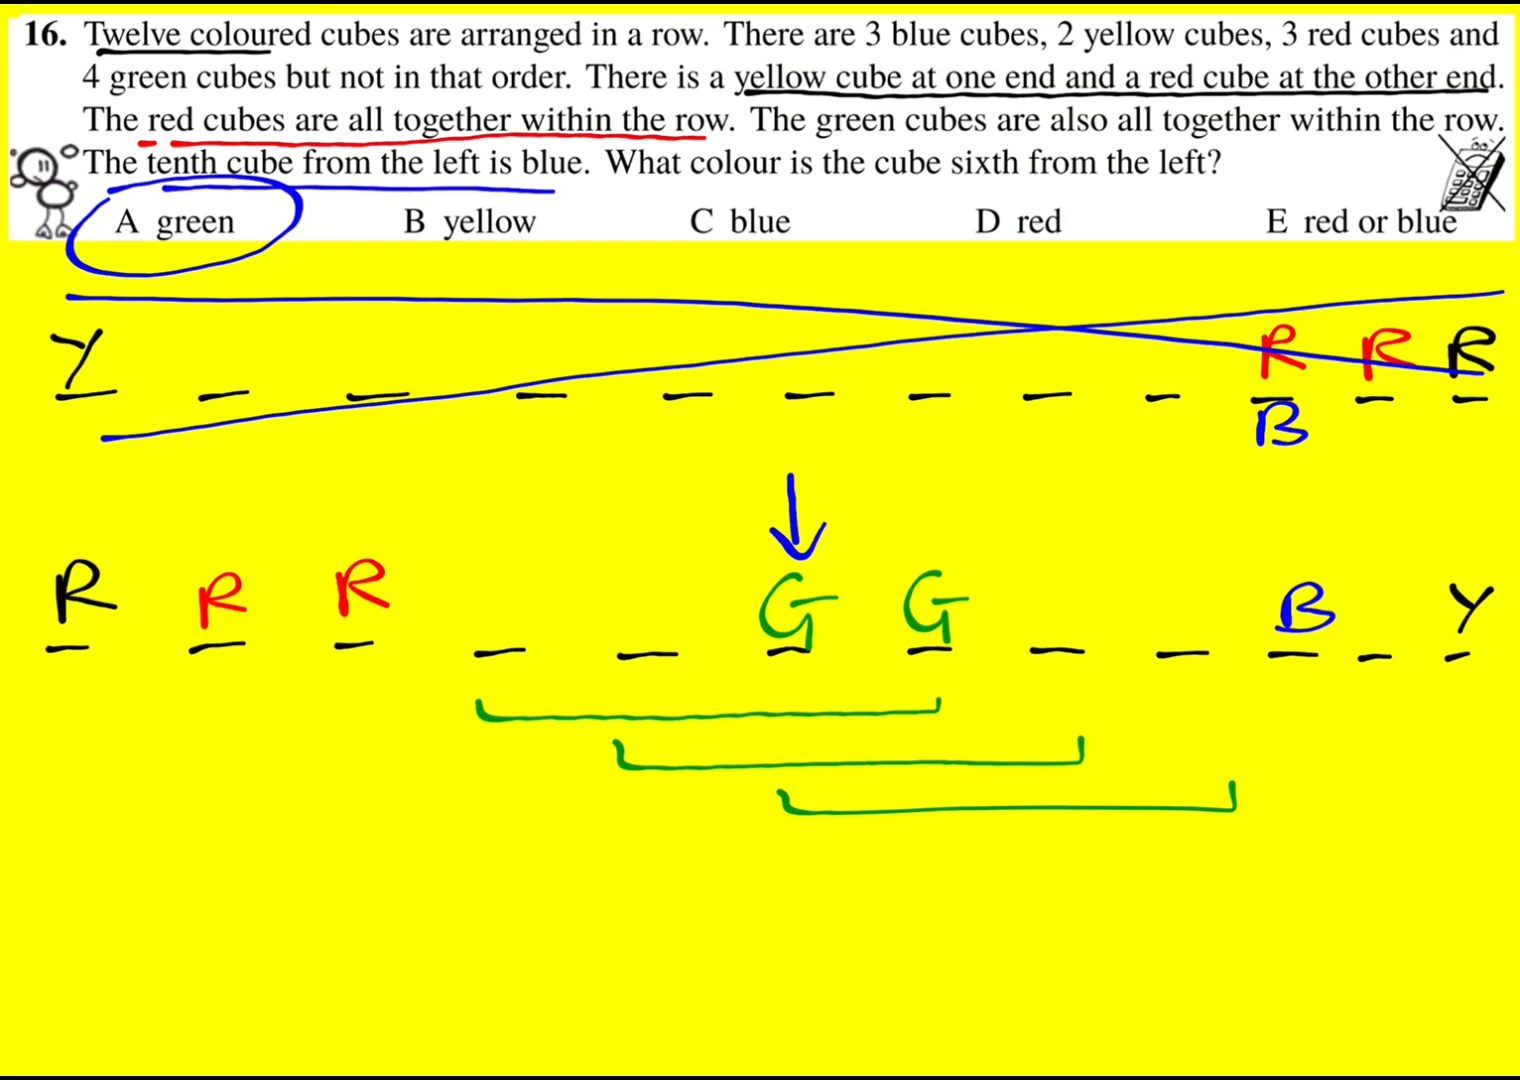 16. Twelve coloured cubes are arranged in a row. There are 3 blue cubes, 2 yellow cubes, 3 red cubes and
4 green cubes but not in that order. There is a yellow cube at one end and a red cube at the other end.
The red cubes are all together within the row. The green cubes are also all together within the row.
The tenth cube from the left is blue. What colour is the cube sixth from the left?
A green B yellow C blue D red E red or blue
Y R R R
B
R R R G G B Y